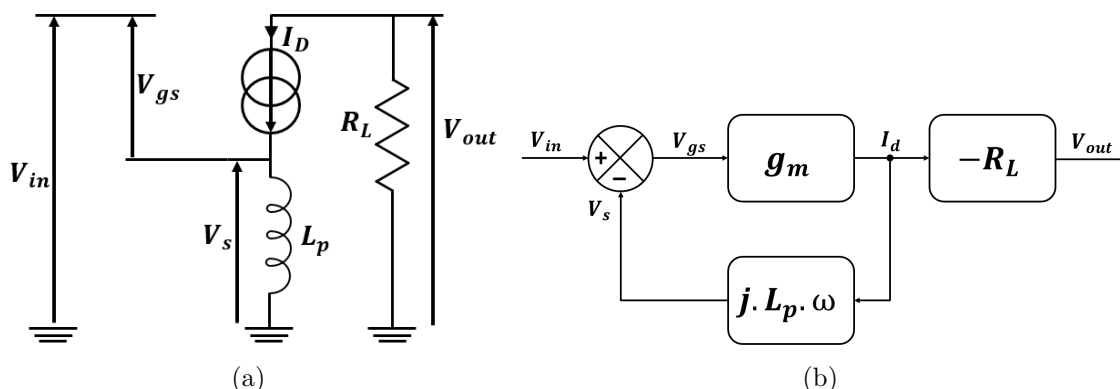 I_D
V_gs
V_in
V_s
L_p
R_L
V_out
(a)
V_in
+
−
V_gs
g_m
I_d
−R_L
V_out
V_s
j. L_p. ω
(b)